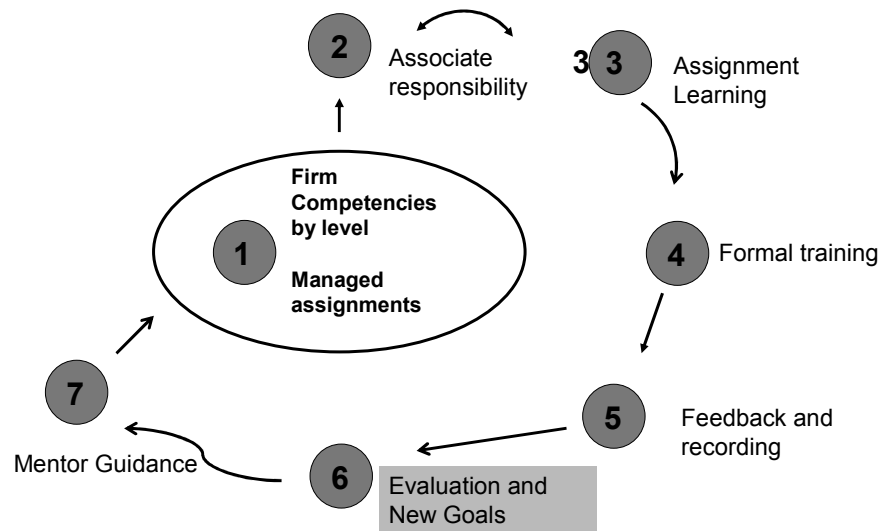 1
Firm
Competencies
by level
Managed
assignments
2
Associate
responsibility
3 3
Assignment
Learning
4
Formal training
5
Feedback and
recording
6
Evaluation and
New Goals
7
Mentor Guidance